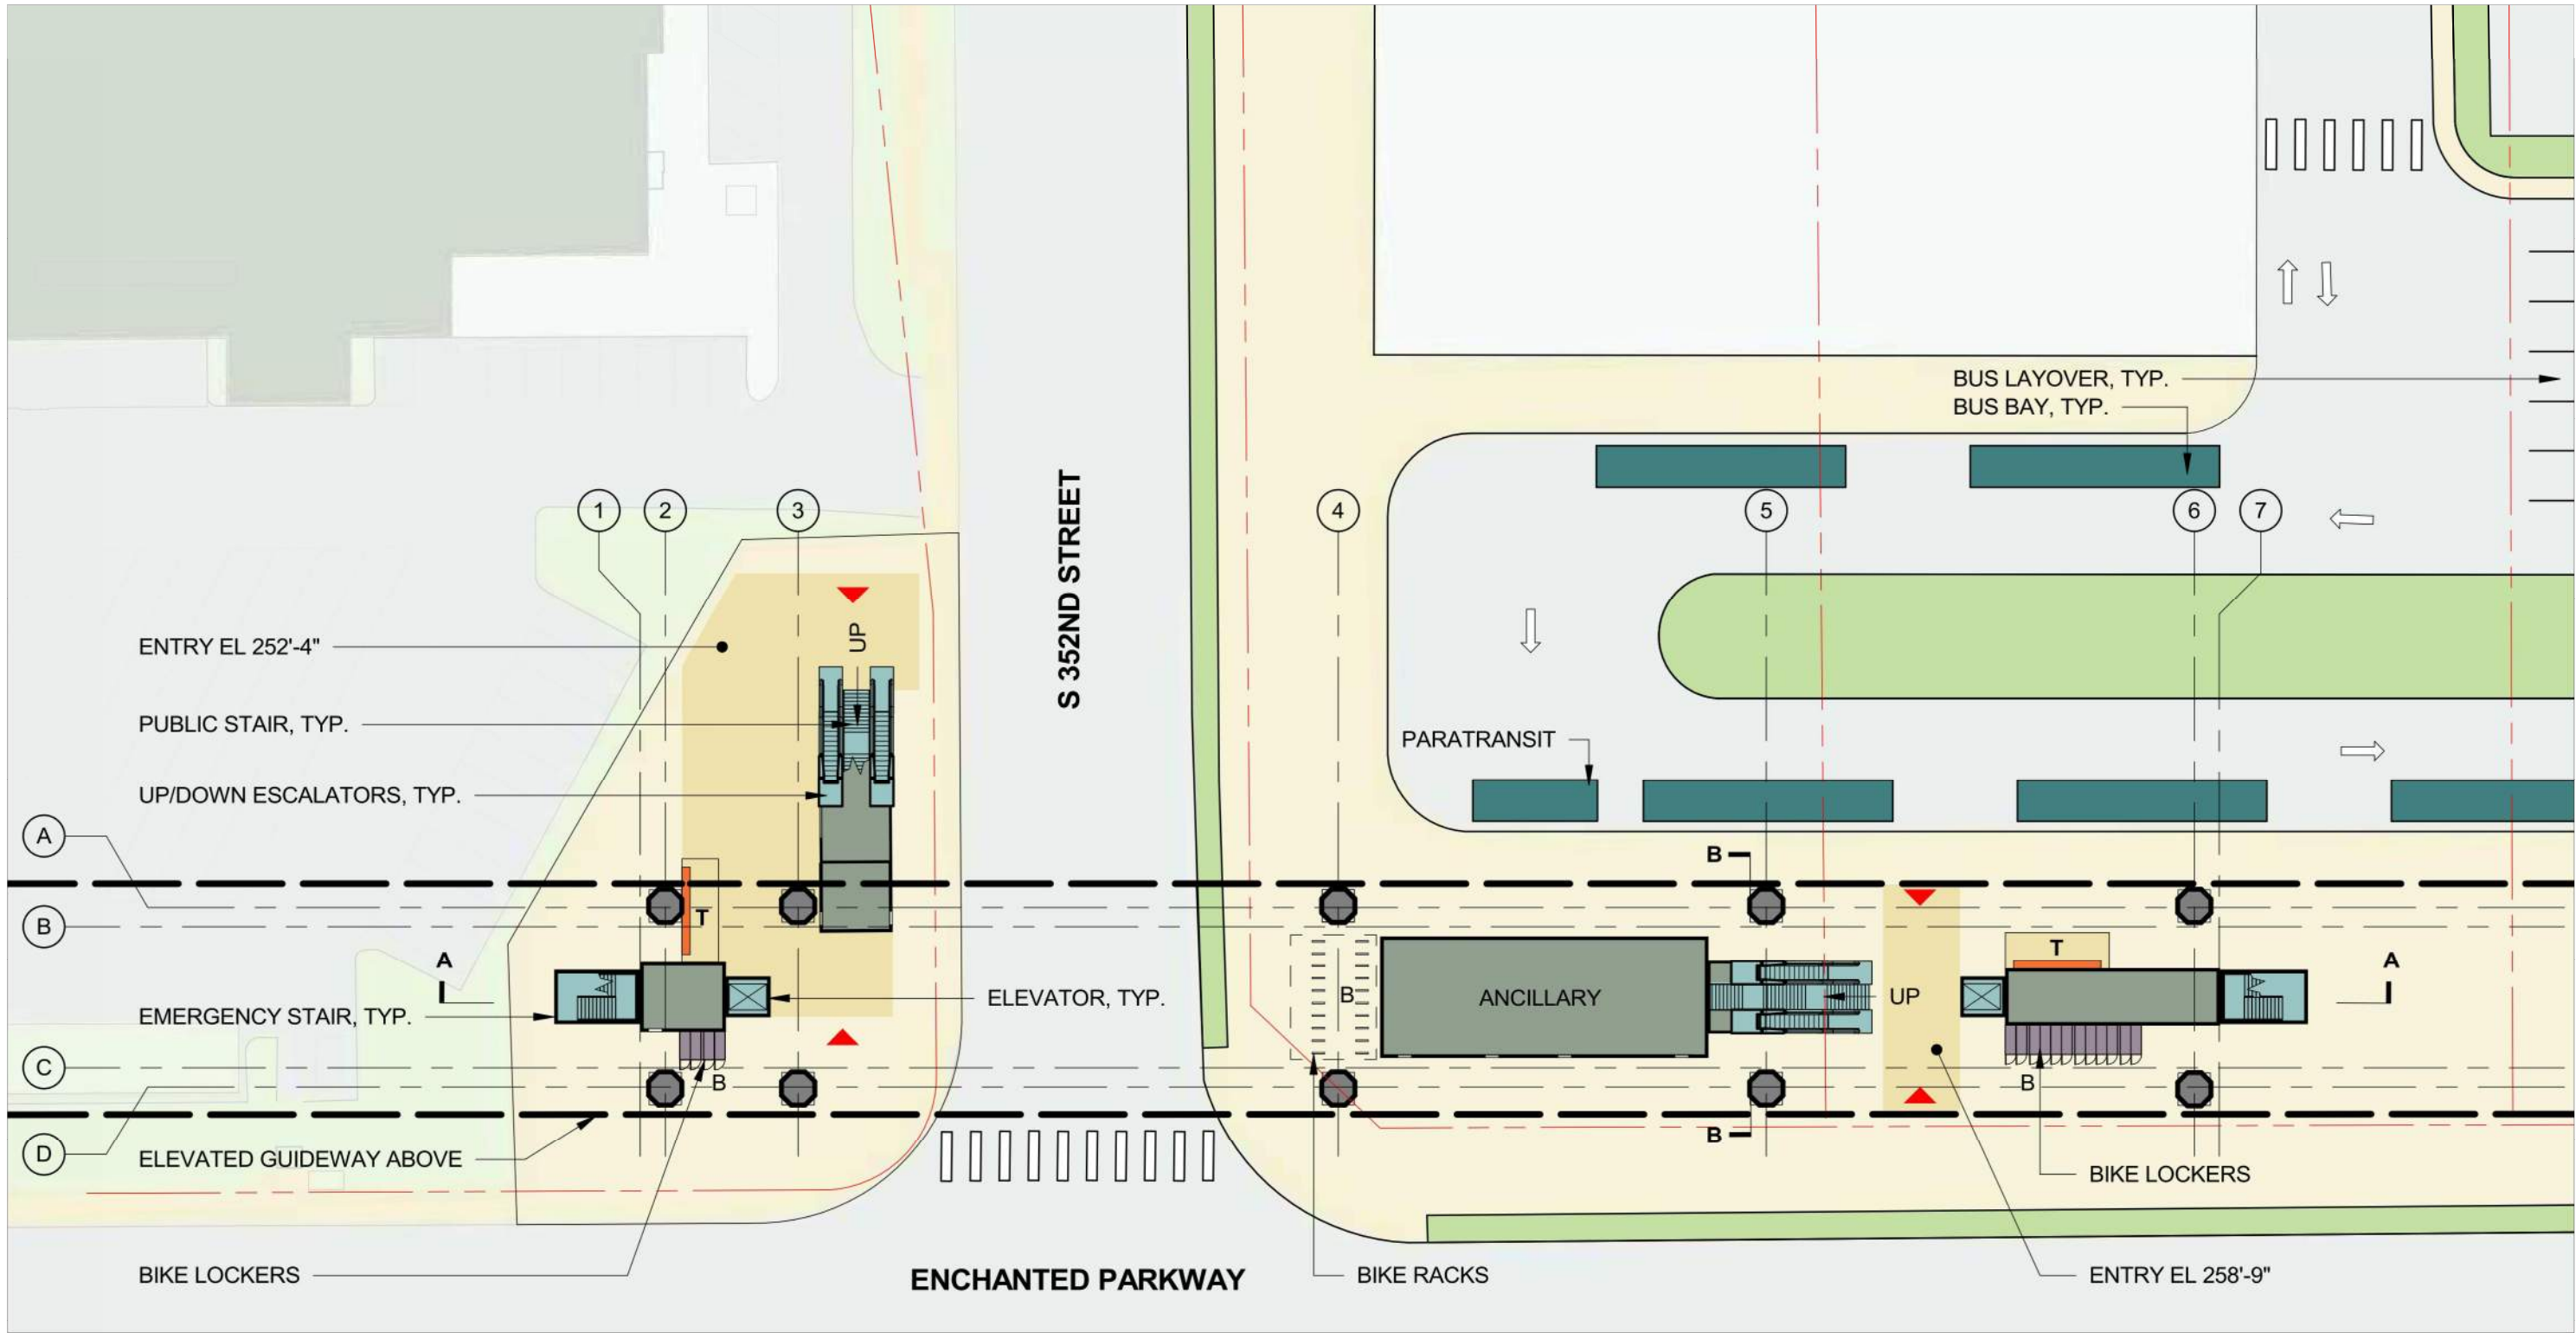 BUS LAYOVER, TYP.
BUS BAY, TYP.
1
2
3
4
5
6
7
S 352ND STREET
ENTRY EL 252'-4"
UP
PUBLIC STAIR, TYP.
PARATRANSIT
UP/DOWN ESCALATORS, TYP.
A
B
B
T
T
A
A
ELEVATOR, TYP.
B
ANCILLARY
UP
EMERGENCY STAIR, TYP.
C
B
B
B
D
ELEVATED GUIDEWAY ABOVE
BIKE LOCKERS
BIKE LOCKERS
ENCHANTED PARKWAY
BIKE RACKS
ENTRY EL 258'-9"